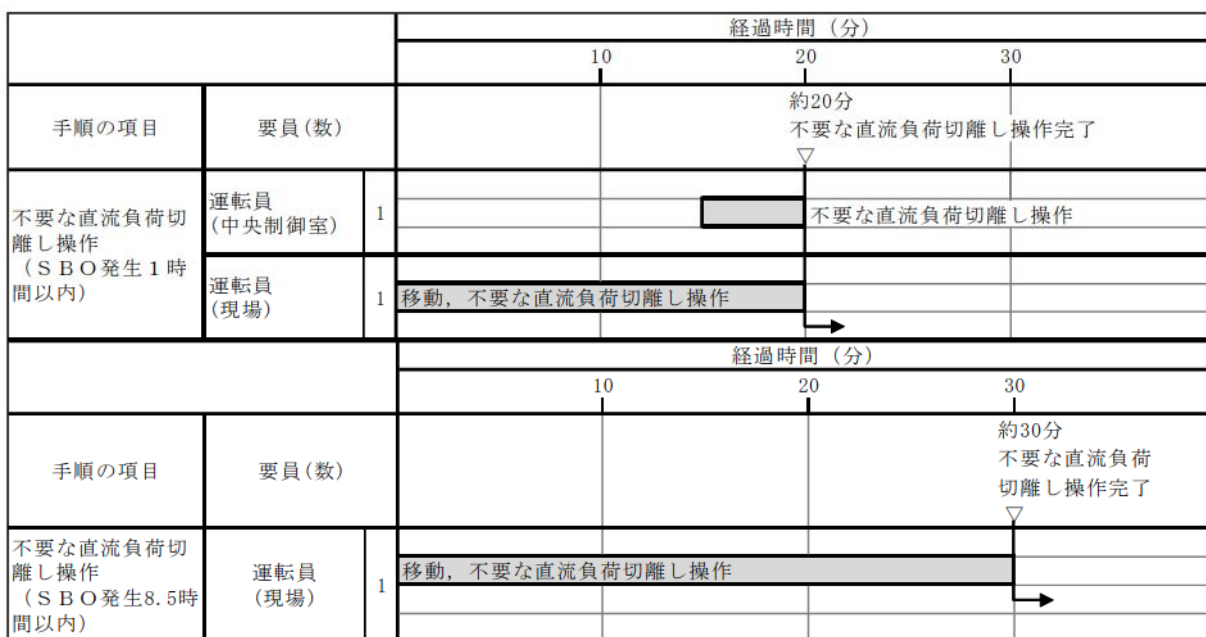 経過時間（分）
10 20 30
手順の項目
要員(数)
約20分
不要な直流負荷切離し操作完了
▽
不要な直流負荷切
離し操作
（ＳＢＯ発生１時
間以内）
運転員
(中央制御室)
1
不要な直流負荷切離し操作
運転員
(現場)
1
移動，不要な直流負荷切離し操作
経過時間（分）
10 20 30
手順の項目
要員(数)
約30分
不要な直流負荷
切離し操作完了
▽
不要な直流負荷切
離し操作
（ＳＢＯ発生8.5時
間以内）
運転員
(現場)
1
移動，不要な直流負荷切離し操作